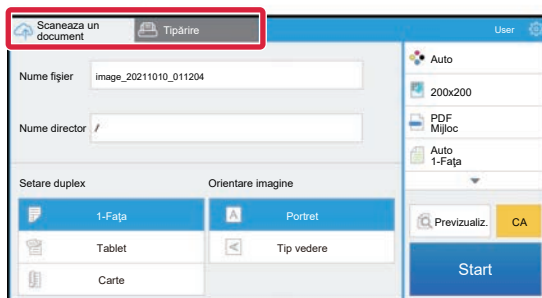 Scaneaza un
document
Tipărire
User
Nume fişier
image_20211010_011204
Nume director
/
Auto
200x200
PDF
Mijloc
Auto
1-Faţa
Setare duplex
Orientare imagine
1-Faţa
Portret
Tablet
Tip vedere
Carte
Previzualiz.
CA
Start